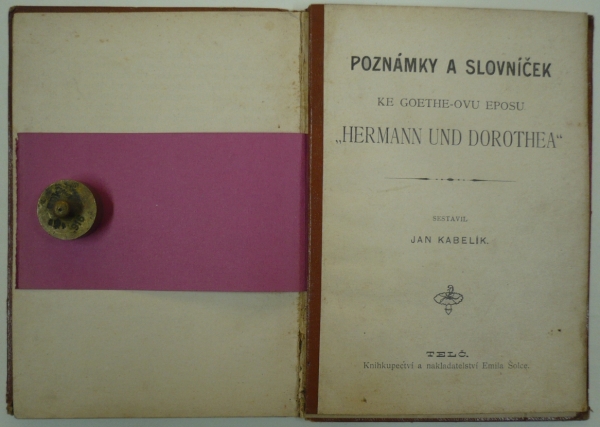 POZNÁMKY A SLOVNÍČEK
KE GOETHE-OVU EPOSU
„HERMANN UND DOROTHEA“
SESTAVIL
JAN KABELÍK.
TELČ.
Knihkupectví a nakladatelství Emila Šolce.